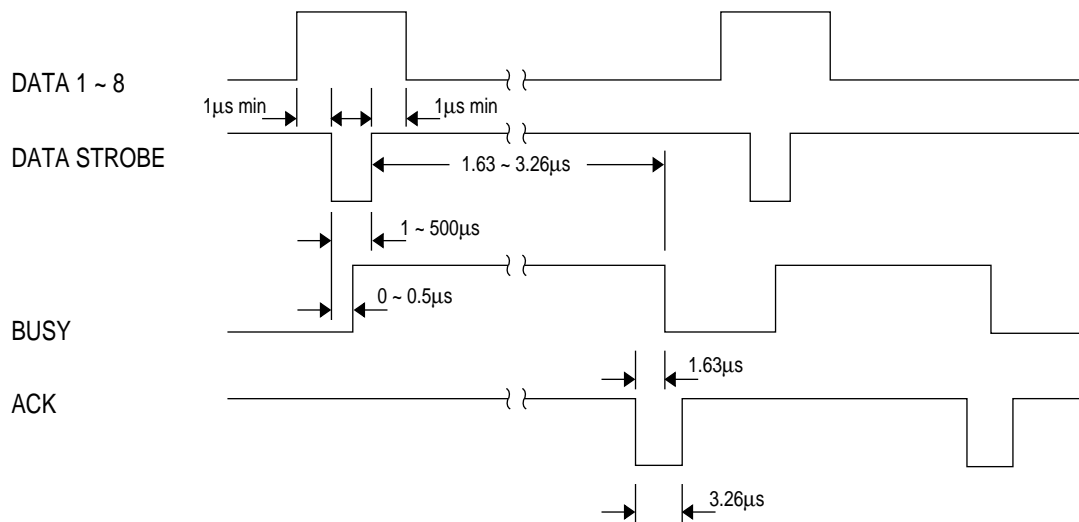 DATA 1 ~ 8
1µs min
1µs min
DATA STROBE
1.63 ~ 3.26µs
1 ~ 500µs
0 ~ 0.5µs
BUSY
1.63µs
ACK
3.26µs